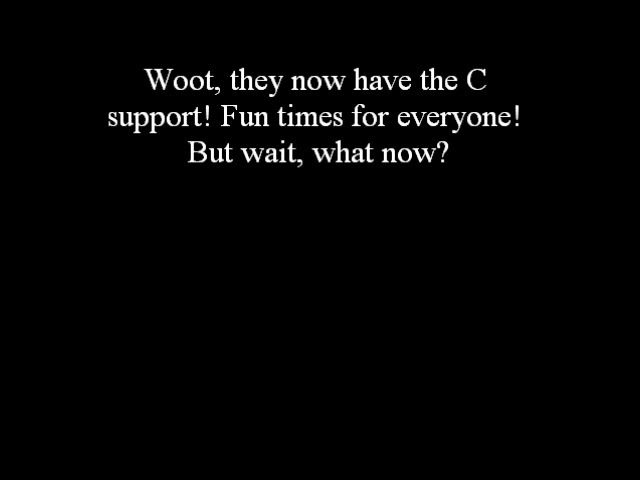 Woot, they now have the C
support! Fun times for everyone!
But wait, what now?